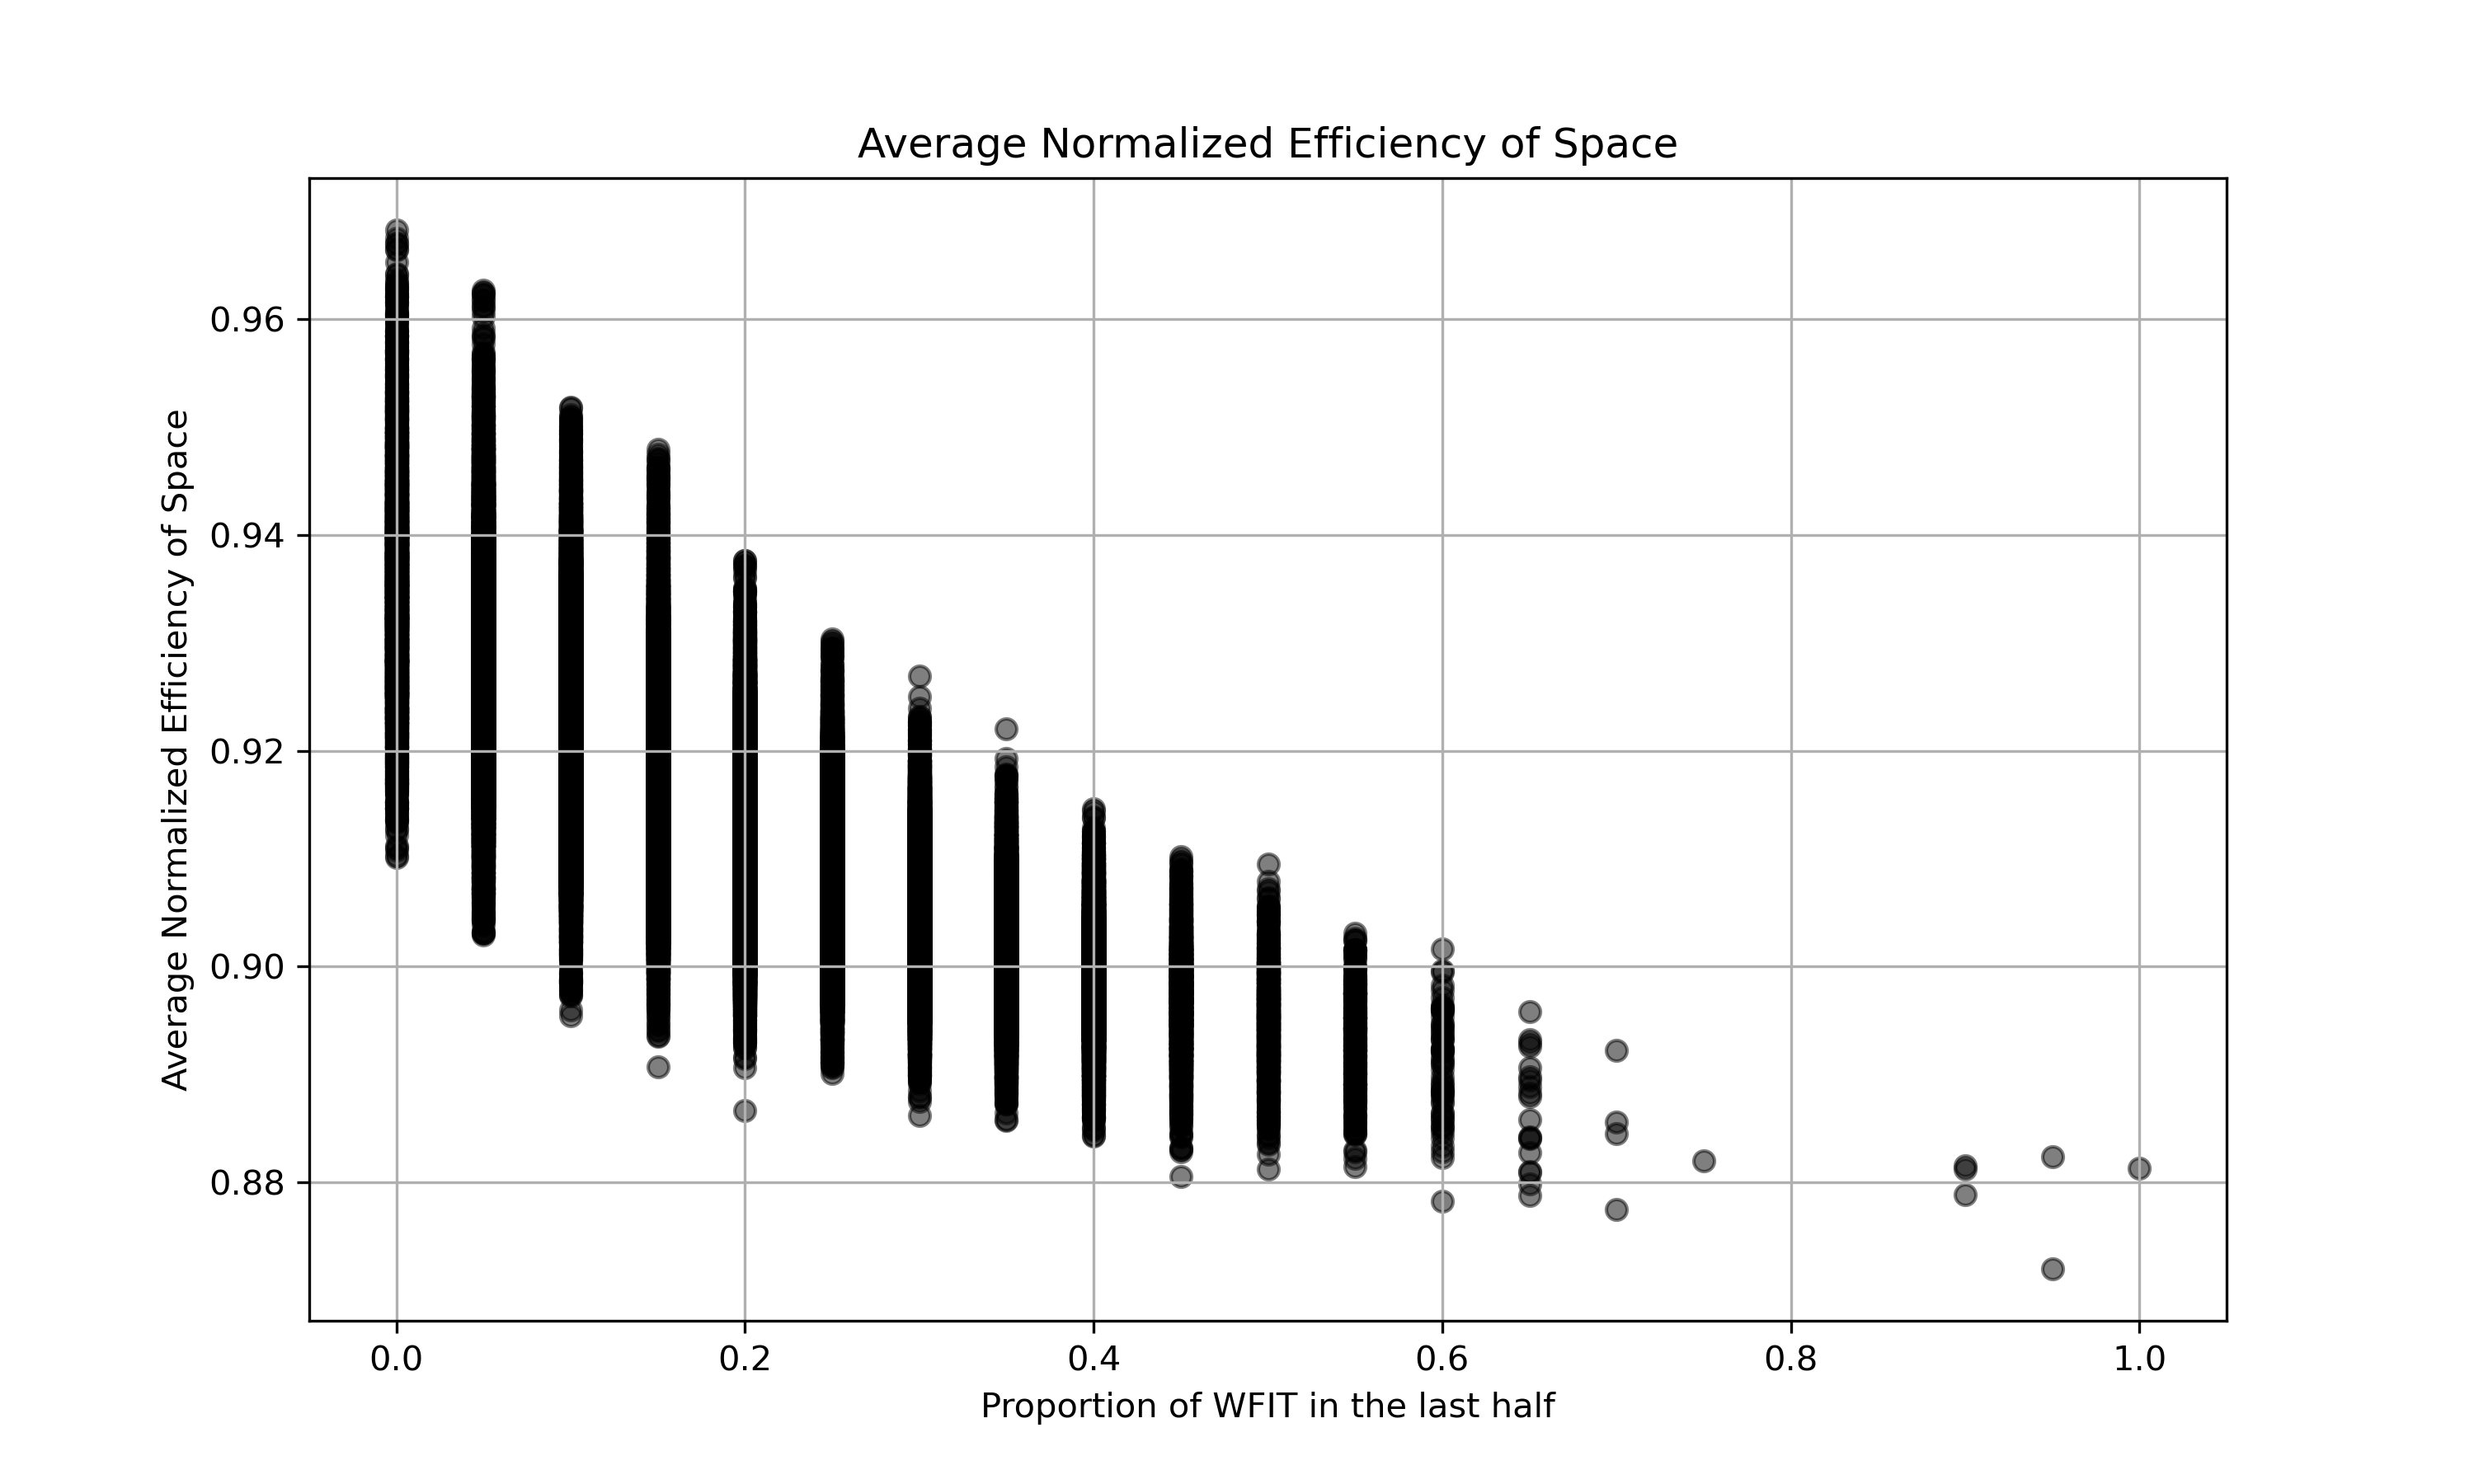 Average Normalized Efficiency of Space
Average Normalized Efficiency of Space
0.96
0.94
0.92
0.90
0.88
0.0 0.2 0.4 0.6 0.8 1.0
Proportion of WFIT in the last half